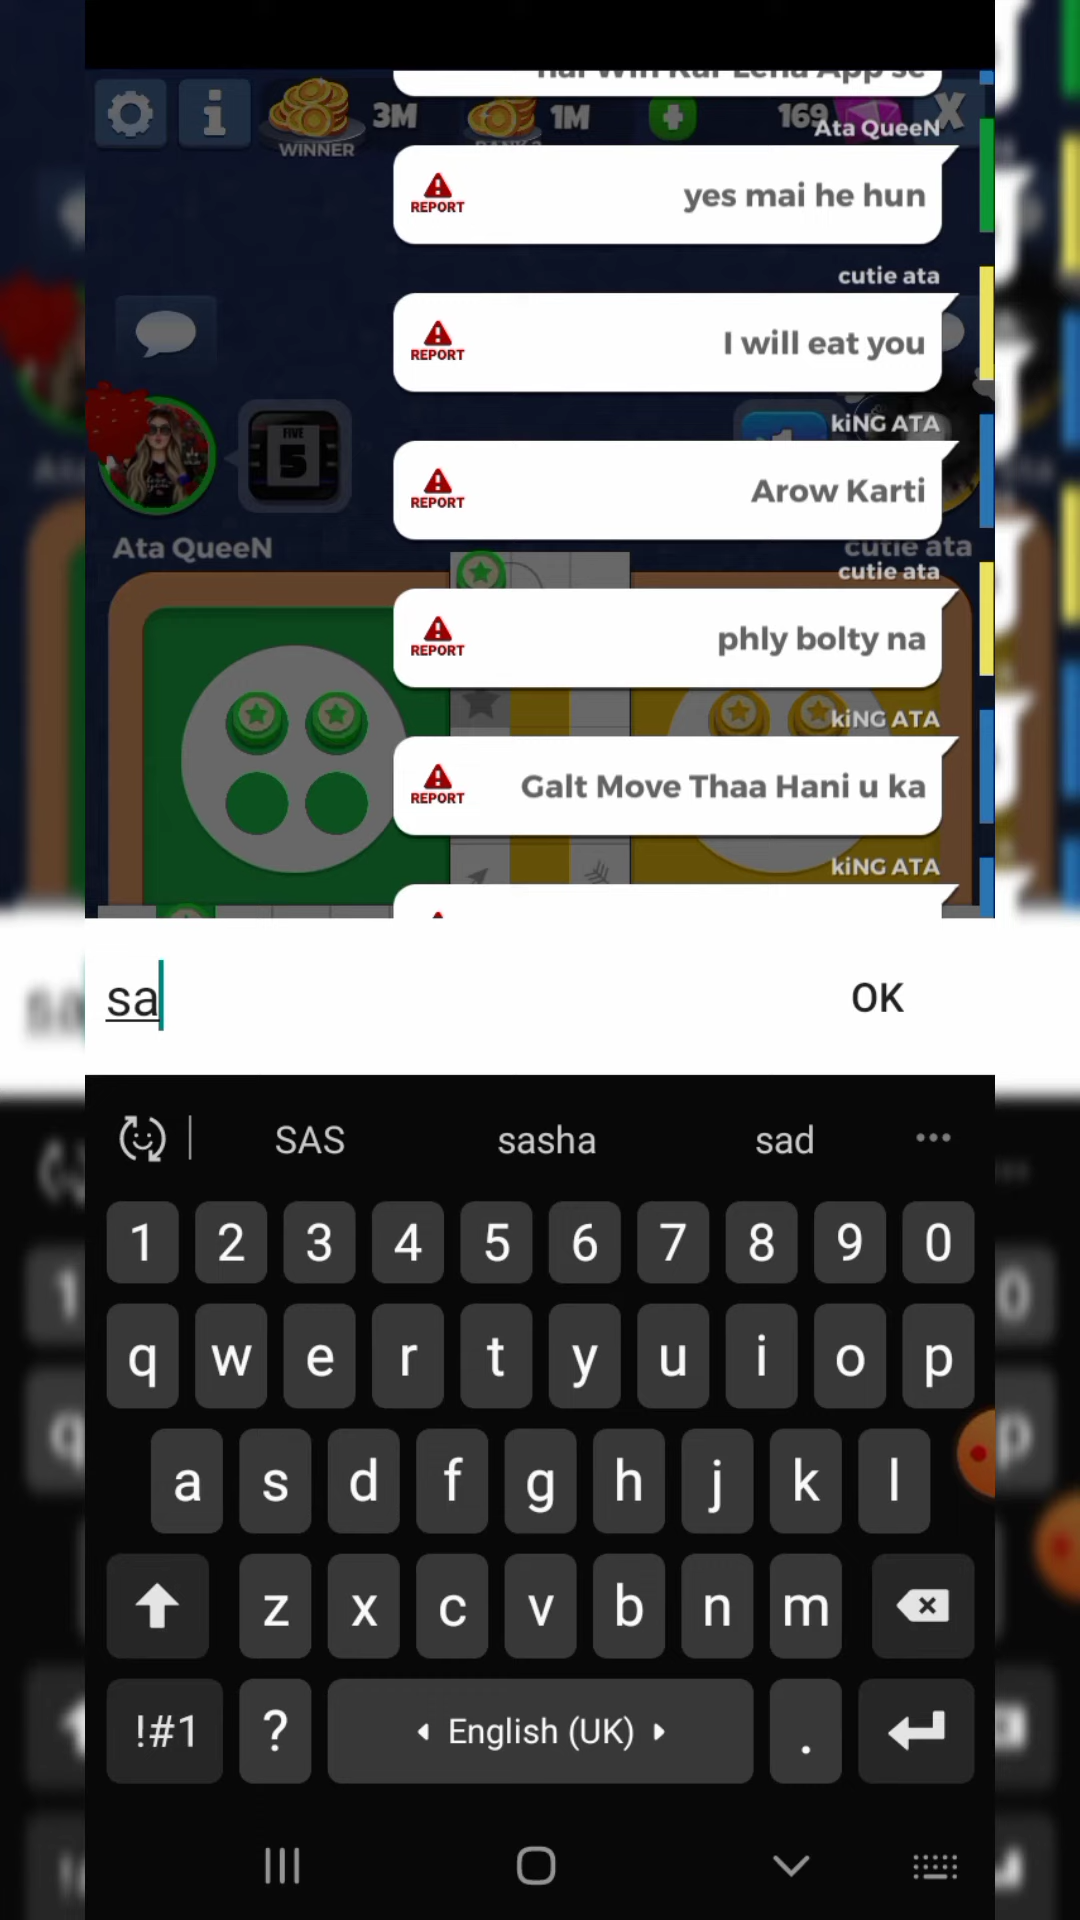 3M
1M
169
X
WINNER
Ata QueeN
REPORT
yes mai he hun
cutie ata
REPORT
I will eat you
kiNG ATA
REPORT
Arow Karti
FIVE
5
Ata QueeN
cutie ata
cutie ata
REPORT
phly bolty na
kiNG ATA
REPORT
Galt Move Thaa Hani u ka
kiNG ATA
sa
OK
SAS sasha sad
1 2 3 4 5 6 7 8 9 0
q w e r t y u i o p
a s d f g h j k l
z x c v b n m
!#1 ? English (UK) .